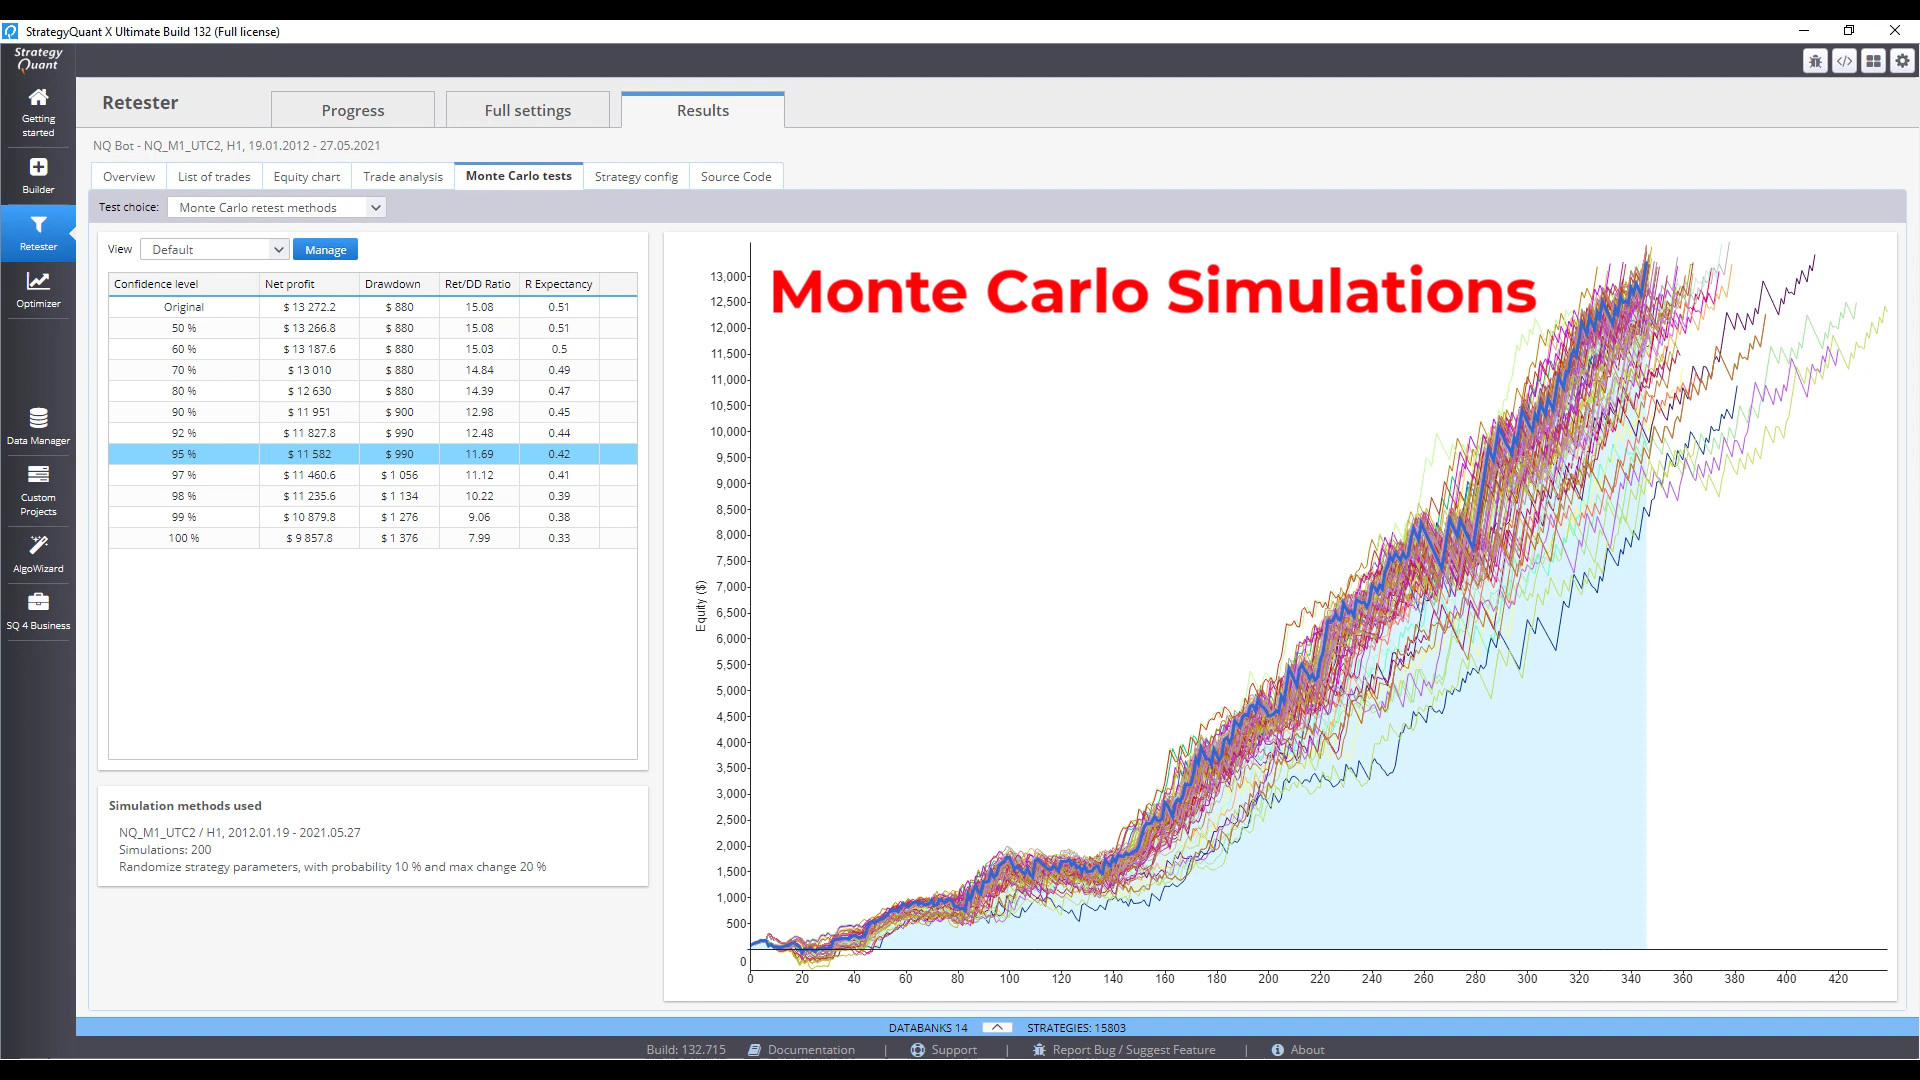 StrategyQuant X Ultimate Build 132 (Full license)
Strategy
Quant
Getting
started
Builder
Retester
Optimizer
Data Manager
Custom
Projects
AlgoWizard
SQ 4 Business
Retester
Progress
Full settings
Results
NQ Bot - NQ_M1_UTC2, H1, 19.01.2012 - 27.05.2021
Overview
List of trades
Equity chart
Trade analysis
Monte Carlo tests
Strategy config
Source Code
Test choice: Monte Carlo retest methods
View Default Manage
Confidence level Net profit Drawdown Ret/DD Ratio R Expectancy
Original $ 13 272.2 $ 880 15.08 0.51
50 % $ 13 266.8 $ 880 15.08 0.51
60 % $ 13 187.6 $ 880 15.03 0.5
70 % $ 13 010 $ 880 14.84 0.49
80 % $ 12 630 $ 880 14.39 0.47
90 % $ 11 951 $ 900 12.98 0.45
92 % $ 11 827.8 $ 990 12.48 0.44
95 % $ 11 582 $ 990 11.69 0.42
97 % $ 11 460.6 $ 1 056 11.12 0.41
98 % $ 11 235.6 $ 1 134 10.22 0.39
99 % $ 10 879.8 $ 1 276 9.06 0.38
100 % $ 9 857.8 $ 1 376 7.99 0.33
Simulation methods used
NQ_M1_UTC2 / H1, 2012.01.19 - 2021.05.27
Simulations: 200
Randomize strategy parameters, with probability 10 % and max change 20 %
Monte Carlo Simulations
Equity ($)
13,000
12,500
12,000
11,500
11,000
10,500
10,000
9,500
9,000
8,500
8,000
7,500
7,000
6,500
6,000
5,500
5,000
4,500
4,000
3,500
3,000
2,500
2,000
1,500
1,000
500
0
0 20 40 60 80 100 120 140 160 180 200 220 240 260 280 300 320 340 360 380 400 420
DATABANKS 14 STRATEGIES: 15803
Build: 132.715 Documentation | Support | Report Bug / Suggest Feature | About